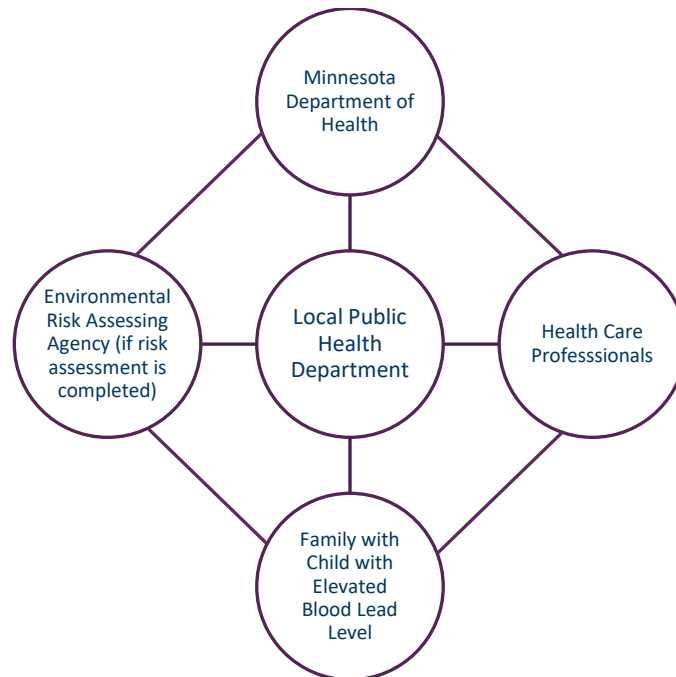 Minnesota
Department of
Health
Environmental
Risk Assessing
Agency (if risk
assessment is
completed)
Local Public
Health
Department
Health Care
Professsionals
Family with
Child with
Elevated
Blood Lead
Level